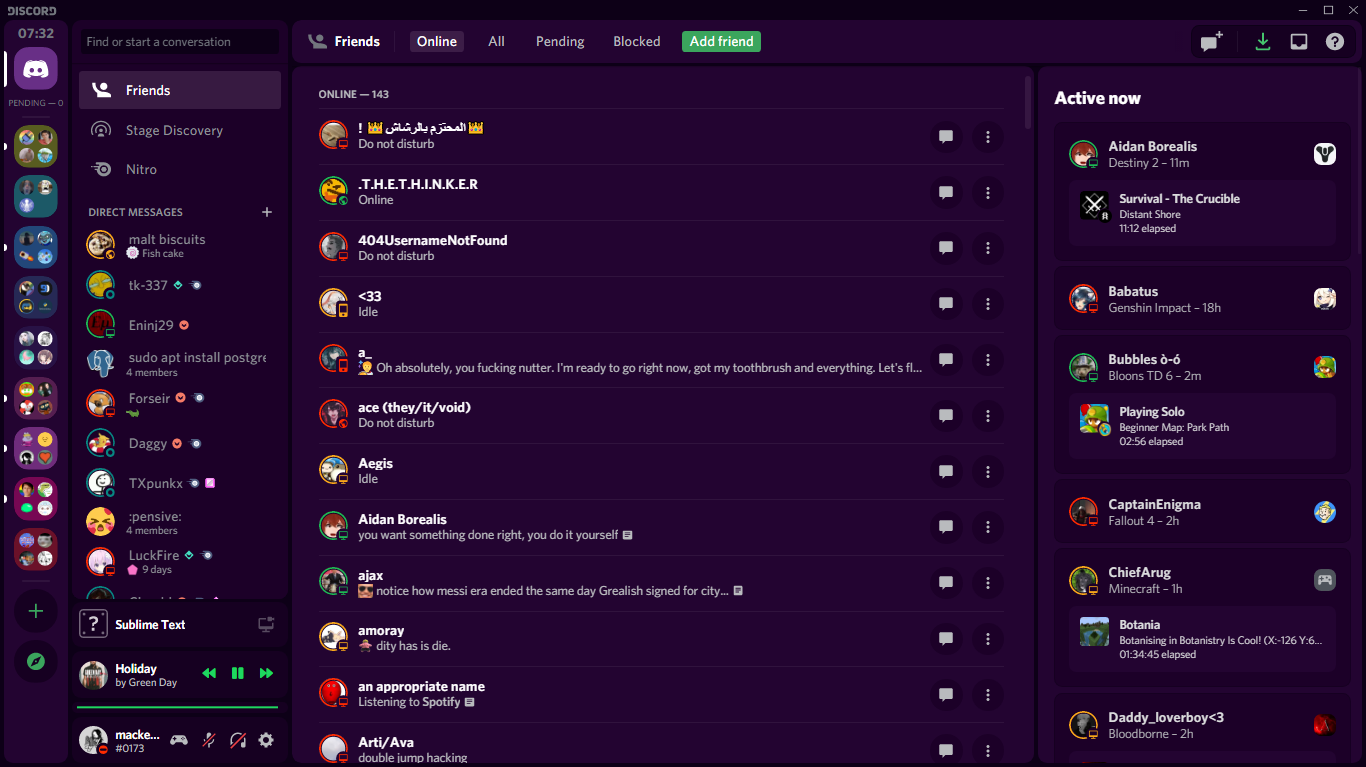 DISCORD
07:32
PENDING — 0
Find or start a conversation
Friends
Stage Discovery
Nitro
DIRECT MESSAGES
malt biscuits
Fish cake
tk-337
Eninj29
sudo apt install postgre
4 members
Forseir
Daggy
TXpunkx
:pensive:
4 members
LuckFire
9 days
Sublime Text
Holiday
by Green Day
macke...
#0173
Friends
Online
All
Pending
Blocked
Add friend
ONLINE — 143
! 👑 المحترم بالرشاش 👑
Do not disturb
.T.H.E.T.H.I.N.K.E.R
Online
404UsernameNotFound
Do not disturb
<33
Idle
a_
Oh absolutely, you fucking nutter. I'm ready to go right now, got my toothbrush and everything. Let's fl...
ace (they/it/void)
Do not disturb
Aegis
Idle
Aidan Borealis
you want something done right, you do it yourself
ajax
notice how messi era ended the same day Grealish signed for city...
amoray
dity has is die.
an appropriate name
Listening to Spotify
Arti/Ava
double jump hacking
Active now
Aidan Borealis
Destiny 2 – 11m
Survival - The Crucible
Distant Shore
11:12 elapsed
Babatus
Genshin Impact – 18h
Bubbles ò-ó
Bloons TD 6 – 2m
Playing Solo
Beginner Map: Park Path
02:56 elapsed
CaptainEnigma
Fallout 4 – 2h
ChiefArug
Minecraft – 1h
Botania
Botanising in Botanistry Is Cool! (X:-126 Y:6...
01:34:45 elapsed
Daddy_loverboy<3
Bloodborne – 2h